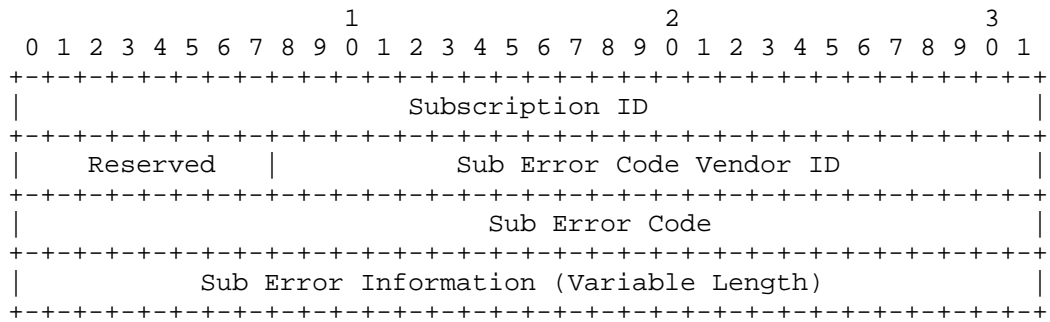 1                   2                   3
 0 1 2 3 4 5 6 7 8 9 0 1 2 3 4 5 6 7 8 9 0 1 2 3 4 5 6 7 8 9 0 1
+-+-+-+-+-+-+-+-+-+-+-+-+-+-+-+-+-+-+-+-+-+-+-+-+-+-+-+-+-+-+-+-+
|                        Subscription ID                        |
+-+-+-+-+-+-+-+-+-+-+-+-+-+-+-+-+-+-+-+-+-+-+-+-+-+-+-+-+-+-+-+-+
|    Reserved   |           Sub Error Code Vendor ID            |
+-+-+-+-+-+-+-+-+-+-+-+-+-+-+-+-+-+-+-+-+-+-+-+-+-+-+-+-+-+-+-+-+
|                             Sub Error Code                    |
+-+-+-+-+-+-+-+-+-+-+-+-+-+-+-+-+-+-+-+-+-+-+-+-+-+-+-+-+-+-+-+-+
|           Sub Error Information (Variable Length)             |
+-+-+-+-+-+-+-+-+-+-+-+-+-+-+-+-+-+-+-+-+-+-+-+-+-+-+-+-+-+-+-+-+